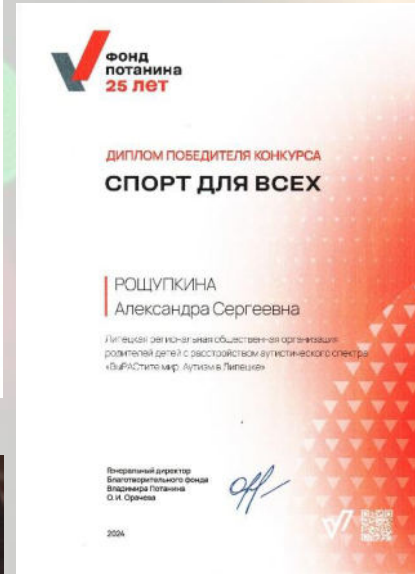 ФОНД
ПОТАНИНА
25 ЛЕТ
ДИПЛОМ ПОБЕДИТЕЛЯ КОНКУРСА
СПОРТ ДЛЯ ВСЕХ
РОЩУПКИНА
Александра Сергеевна
Липецкая региональная общественная организация
родителей детей с расстройством аутистического спектра
«ВыРАСтите мир. Аутизм в Липецке»
Генеральный директор
Благотворительного фонда
Владимира Потанина
О.И. Орачева
2024